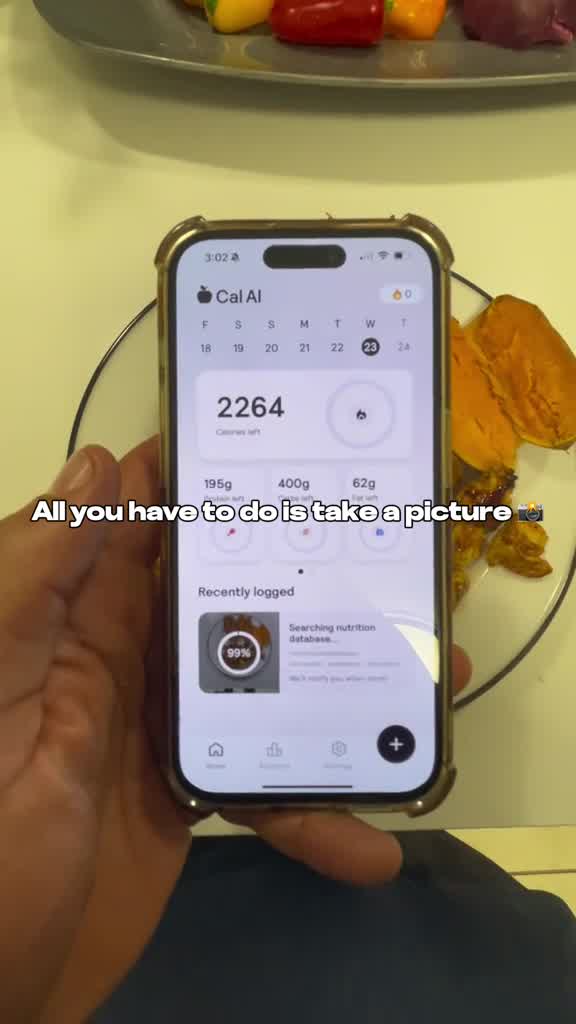 3:02
Cal AI
0
F S S M T W T
18 19 20 21 22 23 24
2264
Calories left
195g 400g 62g
Protein left Carbs left Fat left
All you have to do is take a picture 📸
Recently logged
99%
Searching nutrition
database...
We'll notify you when done!
Home